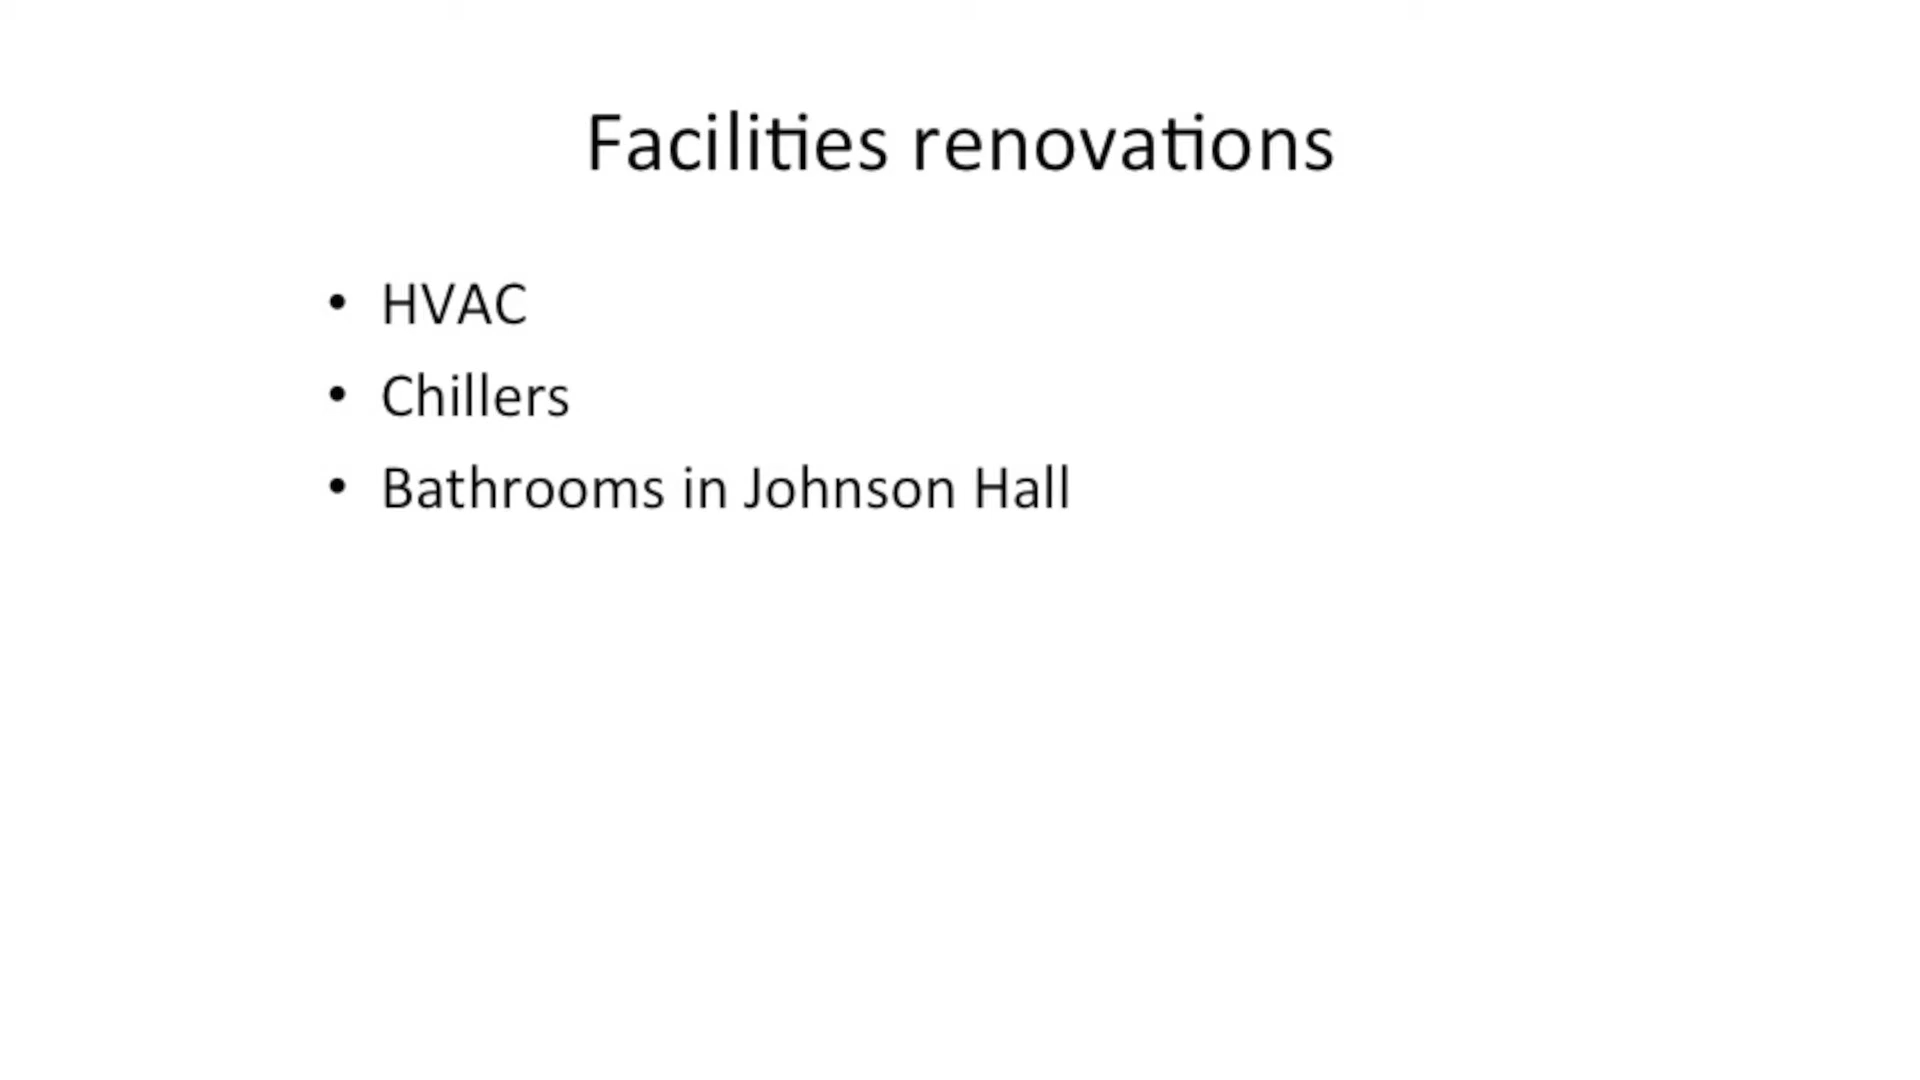 Facilities renovations
• HVAC
• Chillers
• Bathrooms in Johnson Hall